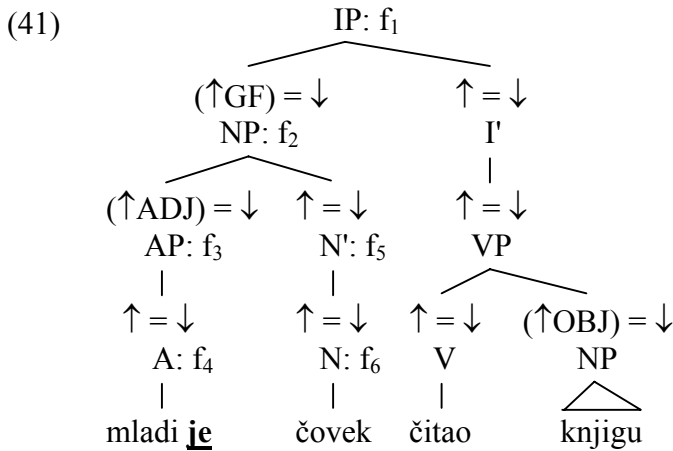 (41) IP: f₁
(↑GF) = ↓ ↑ = ↓
NP: f₂ I'
(↑ADJ) = ↓ ↑ = ↓ ↑ = ↓
AP: f₃ N': f₅ VP
↑ = ↓ ↑ = ↓ ↑ = ↓ (↑OBJ) = ↓
A: f₄ N: f₆ V NP
mladi je čovek čitao knjigu